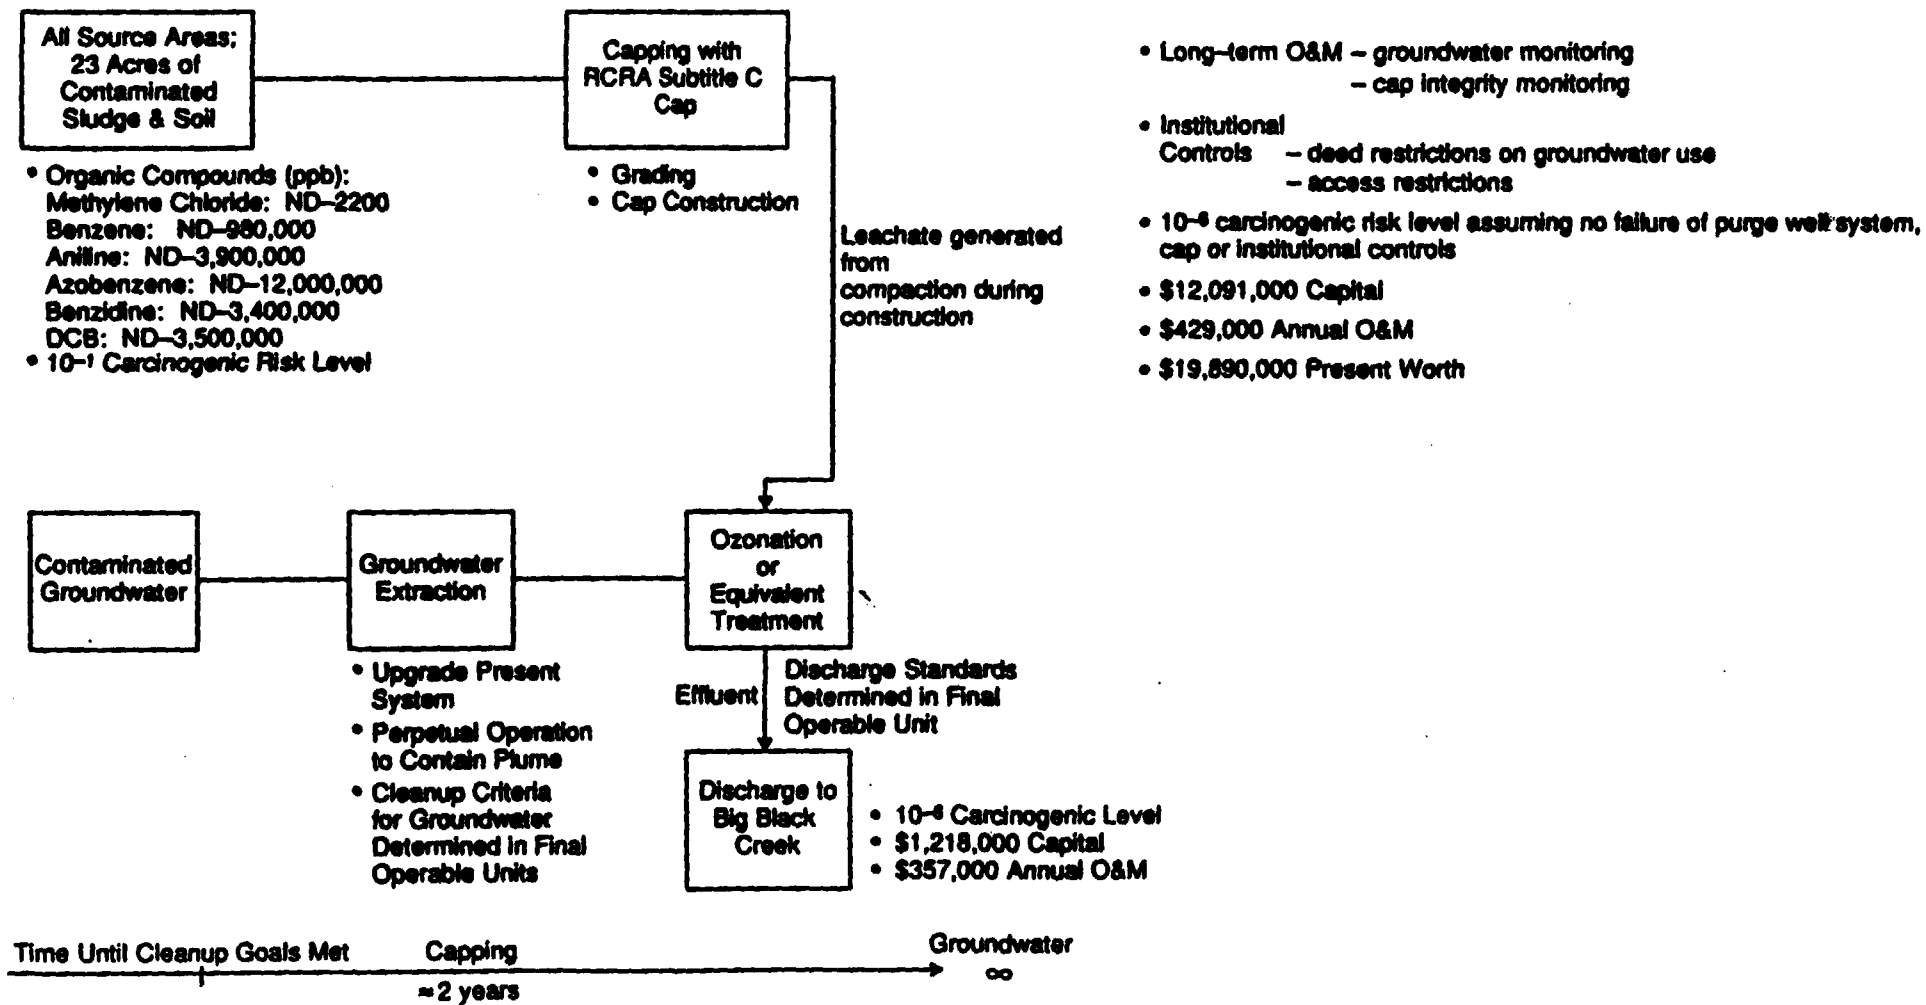 All Source Areas;
23 Acres of
Contaminated
Sludge & Soil
• Organic Compounds (ppb):
Methylene Chloride: ND–2200
Benzene: ND–980,000
Aniline: ND–3,900,000
Azobenzene: ND–12,000,000
Benzidine: ND–3,400,000
DCB: ND–3,500,000
• 10⁻¹ Carcinogenic Risk Level
Capping with
RCRA Subtitle C
Cap
• Grading
• Cap Construction
Leachate generated
from
compaction during
construction
• Long-term O&M – groundwater monitoring
– cap integrity monitoring
• Institutional
Controls – deed restrictions on groundwater use
– access restrictions
• 10⁻⁶ carcinogenic risk level assuming no failure of purge well system,
cap or institutional controls
• $12,091,000 Capital
• $429,000 Annual O&M
• Present Worth
Contaminated
Groundwater
Groundwater
Extraction
• Upgrade Present
System
• Perpetual Operation
to Contain Plume
• Cleanup Criteria
for Groundwater
Determined in Final
Operable Units
Ozonation
or
Equivalent
Treatment
Effluent
Discharge Standards
Determined in Final
Operable Unit
Discharge to
Big Black
Creek
• 10⁻⁶ Carcinogenic Level
• $1,218,000 Capital
• $357,000 Annual O&M
Time Until Cleanup Goals Met
Capping
≈2 years
Groundwater
∞